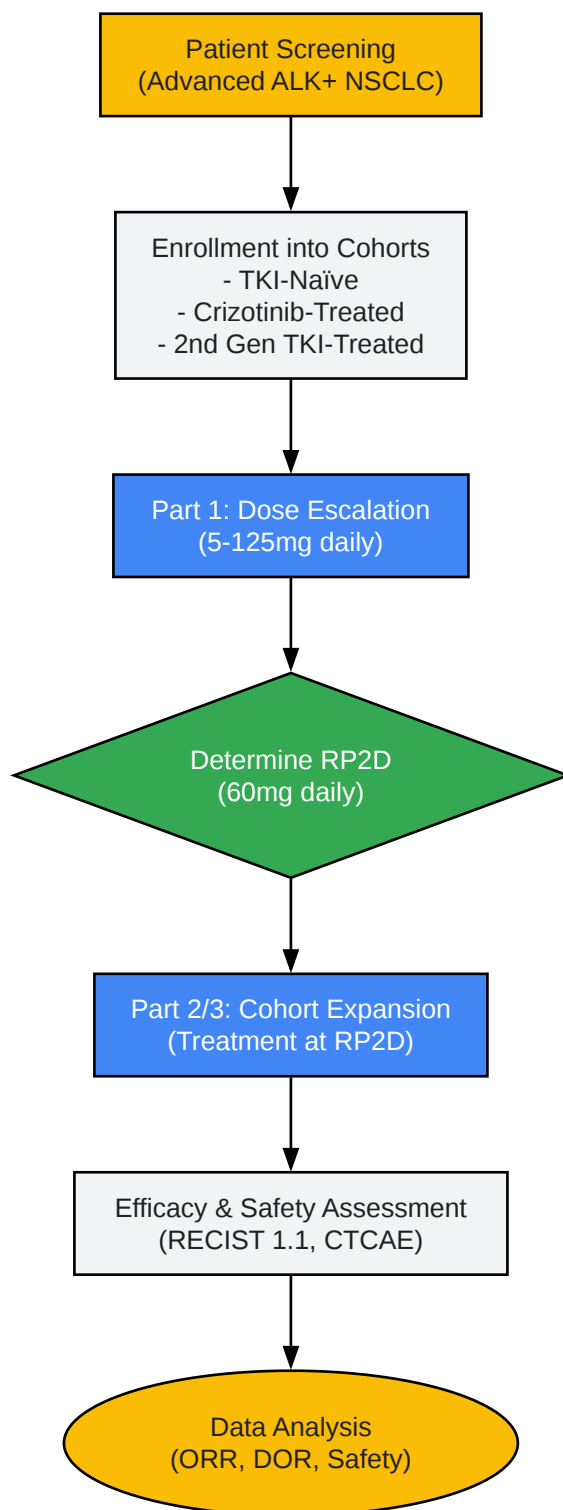 Patient Screening
(Advanced ALK+ NSCLC)
Enrollment into Cohorts
- TKI-Naïve
- Crizotinib-Treated
- 2nd Gen TKI-Treated
Part 1: Dose Escalation
(5-125mg daily)
Determine RP2D
(60mg daily)
Part 2/3: Cohort Expansion
(Treatment at RP2D)
Efficacy & Safety Assessment
(RECIST 1.1, CTCAE)
Data Analysis
(ORR, DOR, Safety)